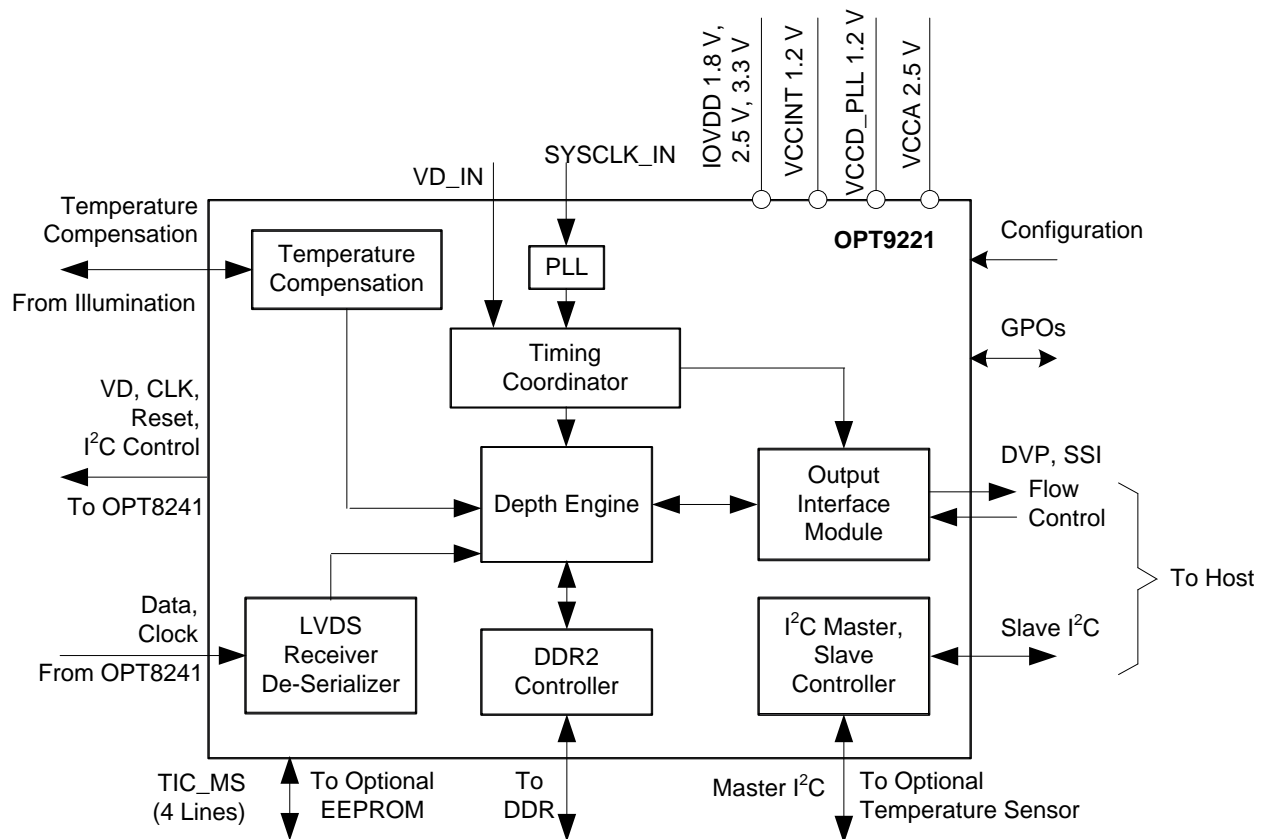 IOVDD 1.8 V,
2.5 V, 3.3 V
VCCINT 1.2 V
VCCD_PLL 1.2 V
VCCA 2.5 V
SYSCLK_IN
VD_IN
Temperature
Compensation
From Illumination
Temperature
Compensation
PLL
OPT9221
Configuration
Timing
Coordinator
GPOs
VD, CLK,
Reset,
I²C Control
To OPT8241
Depth Engine
Output
Interface
Module
DVP, SSI
Flow
Control
To Host
Data,
Clock
From OPT8241
LVDS
Receiver
De-Serializer
DDR2
Controller
I²C Master,
Slave
Controller
Slave I²C
TIC_MS
(4 Lines)
To Optional
EEPROM
To
DDR
Master I²C
To Optional
Temperature Sensor